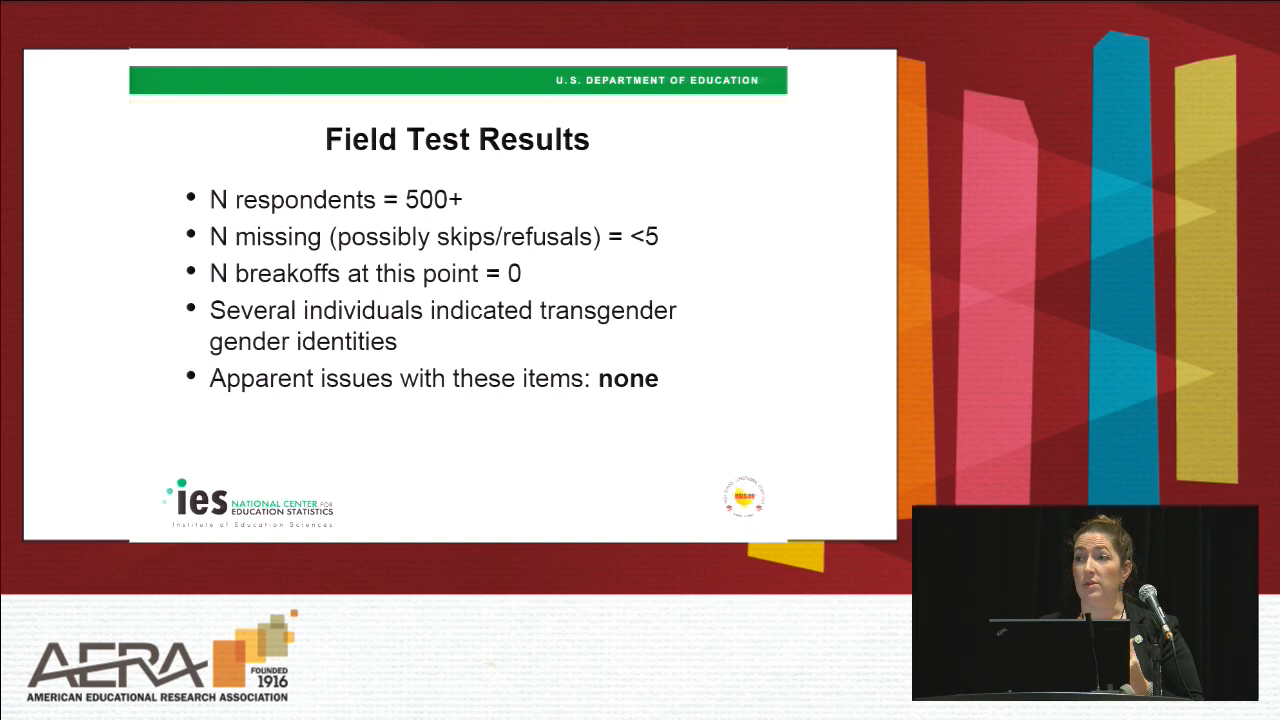 U.S. DEPARTMENT OF EDUCATION
Field Test Results
• N respondents = 500+
• N missing (possibly skips/refusals) = <5
• N breakoffs at this point = 0
• Several individuals indicated transgender
gender identities
• Apparent issues with these items: none
ies NATIONAL CENTER FOR
EDUCATION STATISTICS
Institute of Education Sciences
HSLS:09
AERA
FOUNDED
1916
AMERICAN EDUCATIONAL RESEARCH ASSOCIATION